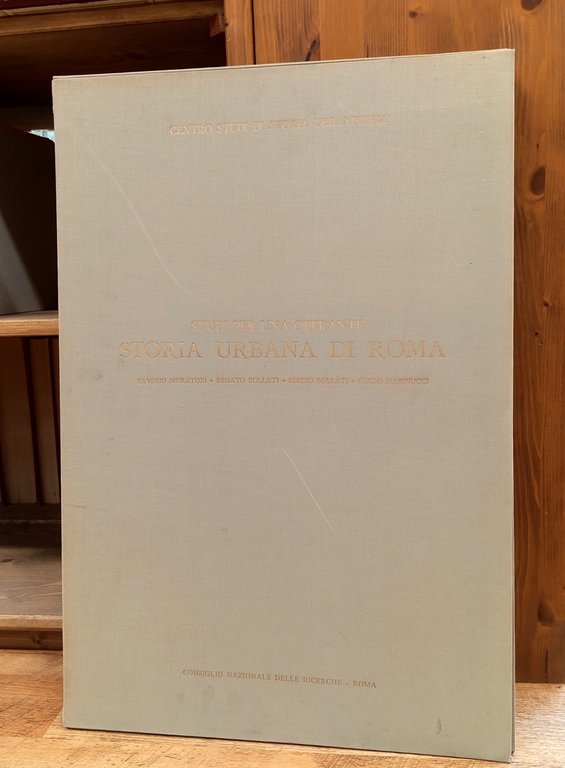 CENTRO STUDI DI STORIA URBANISTICA
STUDI PER UNA OPERANTE
STORIA URBANA DI ROMA
SAVERIO MURATORI • RENATO BOLLATI • SERGIO BOLLATI • GUIDO MARINUCCI
CONSIGLIO NAZIONALE DELLE RICERCHE - ROMA